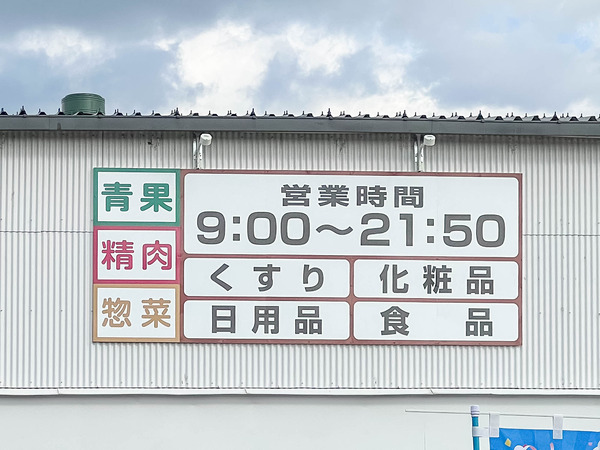 青果
精肉
惣菜
営業時間
9:00～21:50
くすり
化粧品
日用品
食品